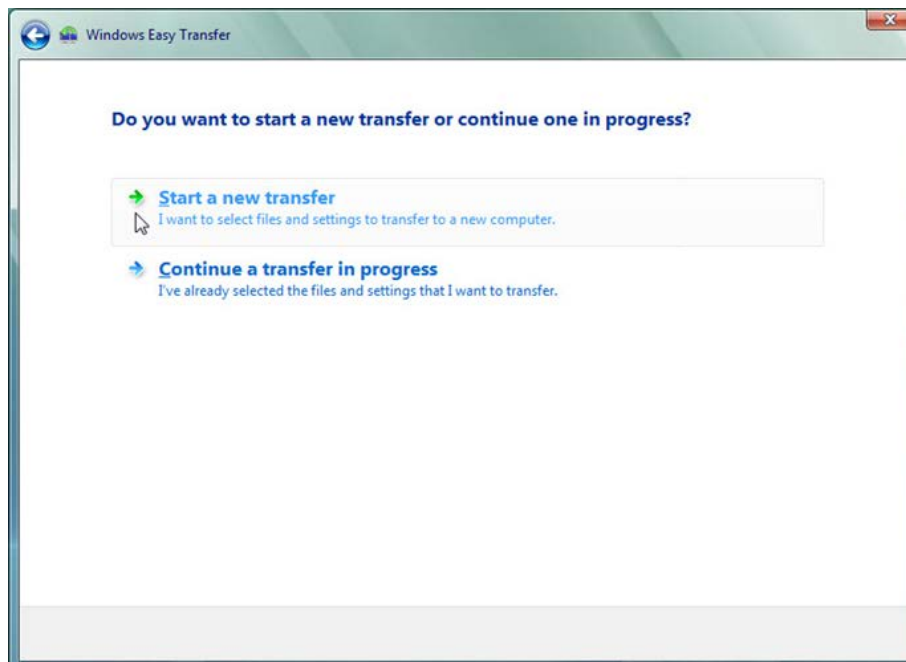 Windows Easy Transfer
Do you want to start a new transfer or continue one in progress?
Start a new transfer
I want to select files and settings to transfer to a new computer.
Continue a transfer in progress
I've already selected the files and settings that I want to transfer.